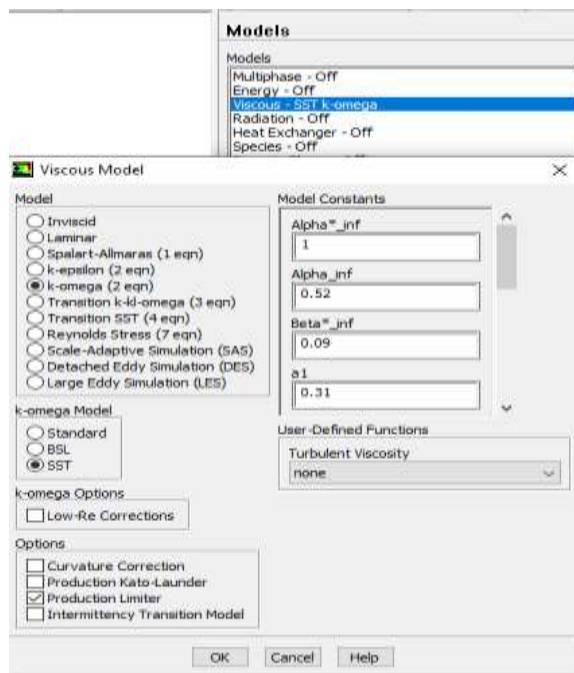 Models
Models
Multiphase - Off
Energy - Off
Viscous - SST k-omega
Radiation - Off
Heat Exchanger - Off
Species - Off
Viscous Model
Model
Inviscid
Laminar
Spalart-Allmaras (1 eqn)
k-epsilon (2 eqn)
k-omega (2 eqn)
Transition k-kl-omega (3 eqn)
Transition SST (4 eqn)
Reynolds Stress (7 eqn)
Scale-Adaptive Simulation (SAS)
Detached Eddy Simulation (DES)
Large Eddy Simulation (LES)
k-omega Model
Standard
BSL
SST
k-omega Options
Low-Re Corrections
Options
Curvature Correction
Production Kato-Launder
Production Limiter
Intermittency Transition Model
Model Constants
Alpha*_inf
1
Alpha_inf
0.52
Beta*_inf
0.09
a1
0.31
User-Defined Functions
Turbulent Viscosity
none
OK Cancel Help